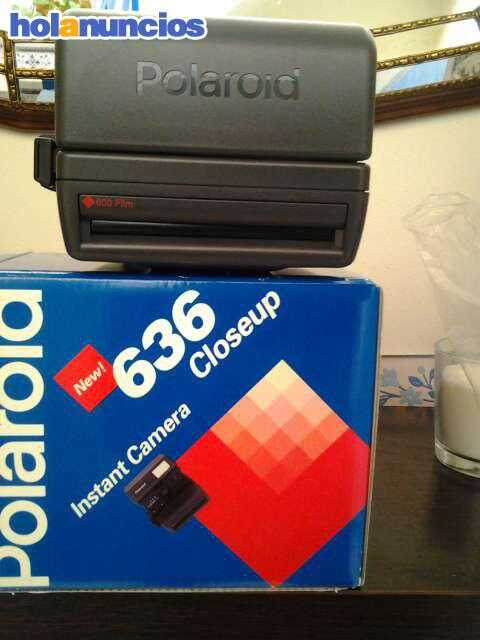 holanuncios
Polaroid
600 Film
Polaroid
New!
636
Closeup
Instant Camera